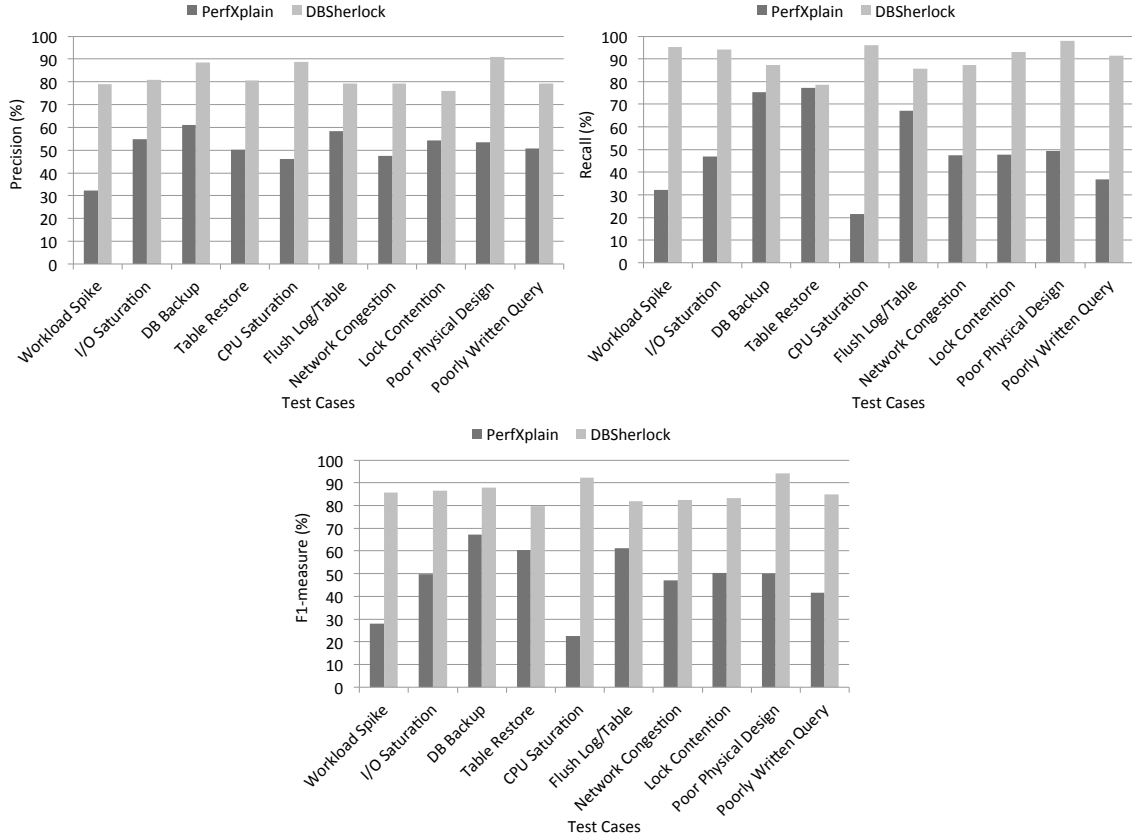 PerfXplain DBSherlock
Precision (%)
100
90
80
70
60
50
40
30
20
10
0
Workload Spike
I/O Saturation
DB Backup
Table Restore
CPU Saturation
Flush Log/Table
Network Congestion
Lock Contention
Poor Physical Design
Poorly Written Query
Test Cases
PerfXplain DBSherlock
Recall (%)
100
90
80
70
60
50
40
30
20
10
0
Workload Spike
I/O Saturation
DB Backup
Table Restore
CPU Saturation
Flush Log/Table
Network Congestion
Lock Contention
Poor Physical Design
Poorly Written Query
Test Cases
PerfXplain DBSherlock
F1-measure (%)
100
90
80
70
60
50
40
30
20
10
0
Workload Spike
I/O Saturation
DB Backup
Table Restore
CPU Saturation
Flush Log/Table
Network Congestion
Lock Contention
Poor Physical Design
Poorly Written Query
Test Cases